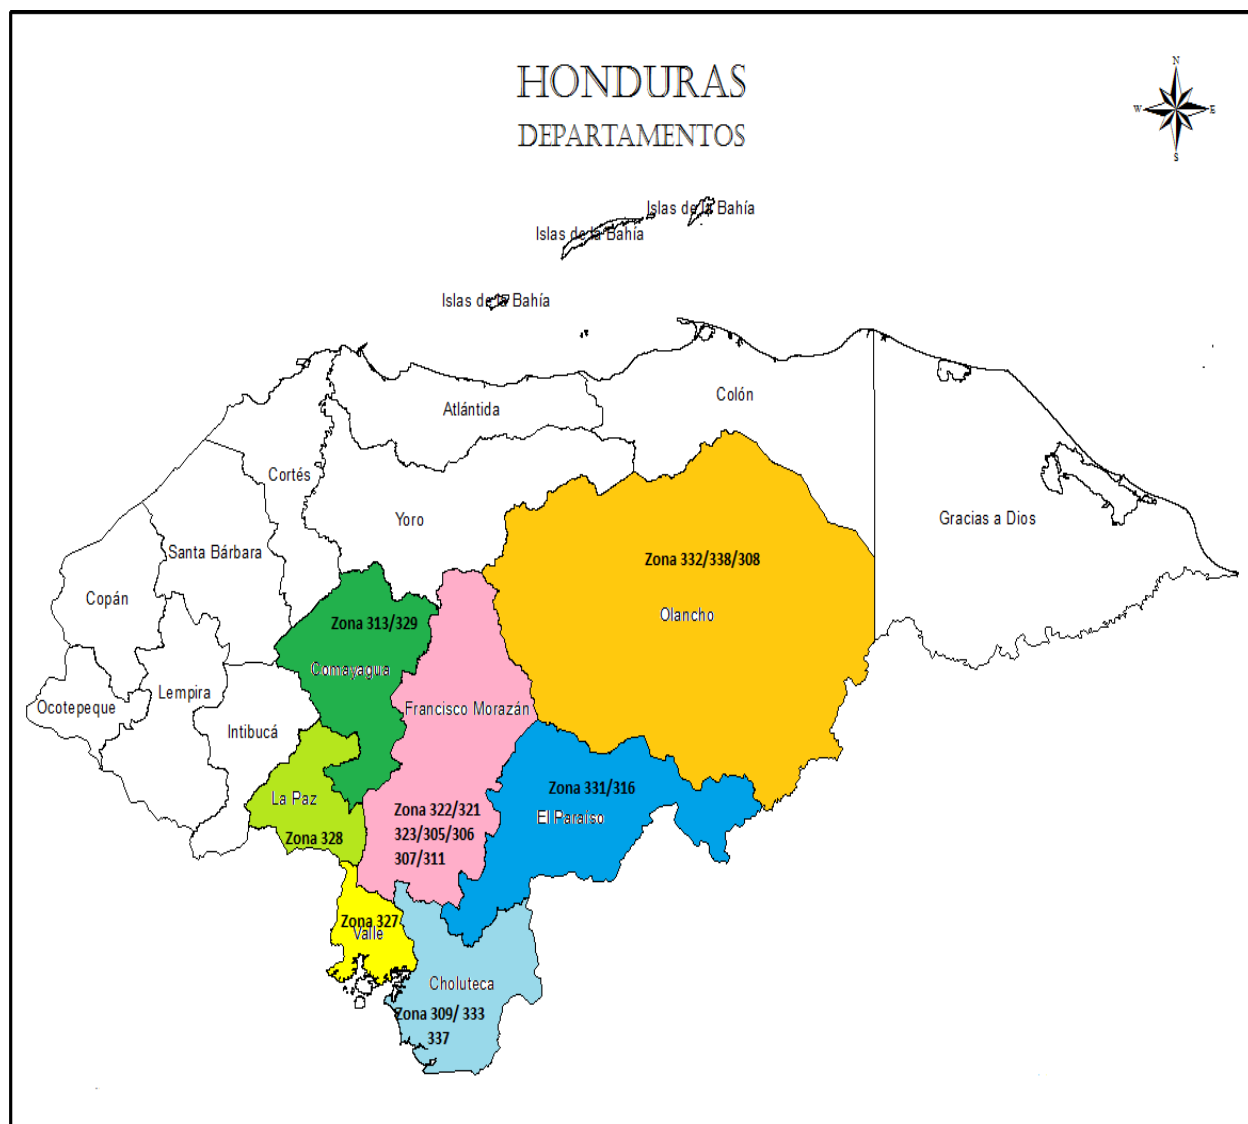 HONDURAS
DEPARTAMENTOS
N
W
E
S
Islas de la Bahía
Islas de la Bahía
Islas de la Bahía
Colón
Atlántida
Cortés
Yoro
Gracias a Dios
Santa Bárbara
Zona 332/338/308
Olancho
Copán
Zona 313/329
Comayagua
Lempira
Ocotepeque
Francisco Morazán
Intibucá
Zona 331/316
El Paraíso
La Paz
Zona 328
Zona 322/321
323/305/306
307/311
Zona 327
Valle
Choluteca
Zona 309/ 333
337